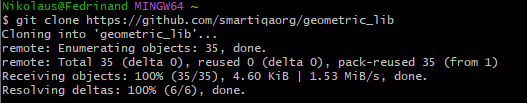 Nikolaus@Fedrinand MINGW64 ~
$ git clone https://github.com/smartiqaorg/geometric_lib
Cloning into 'geometric_lib'...
remote: Enumerating objects: 35, done.
remote: Total 35 (delta 0), reused 0 (delta 0), pack-reused 35 (from 1)
Receiving objects: 100% (35/35), 4.60 KiB | 1.53 MiB/s, done.
Resolving deltas: 100% (6/6), done.